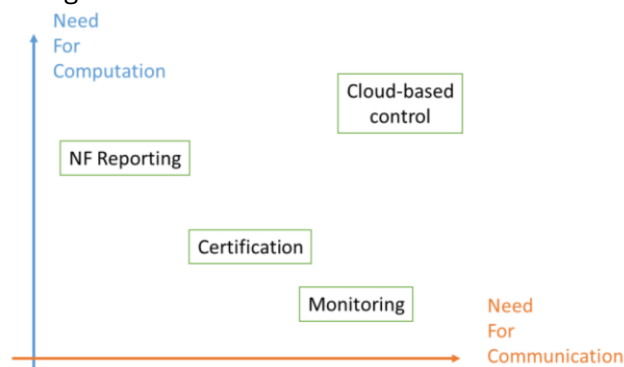 Need
For
Computation
Cloud-based
control
NF Reporting
Certification
Monitoring
Need
For
Communication